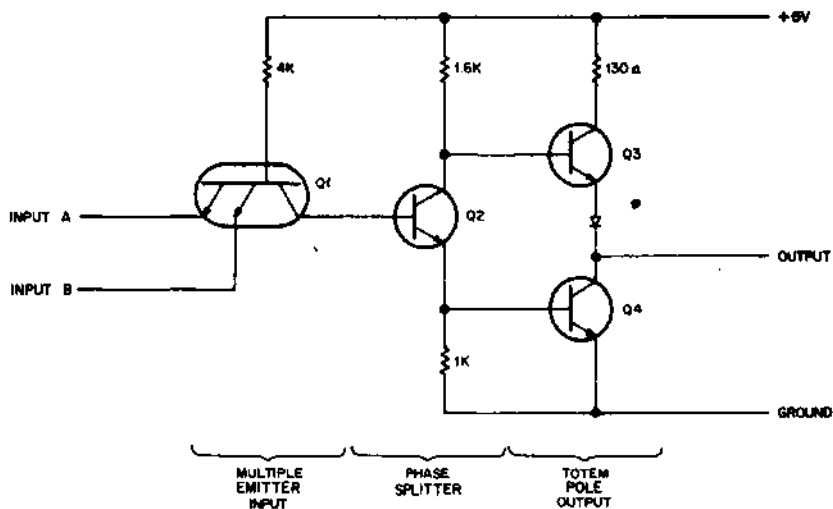 +5V
4K
1.6K
130Ω
Q1
Q3
INPUT A
Q2
OUTPUT
INPUT B
Q4
1K
GROUND
MULTIPLE
EMITTER
INPUT
PHASE
SPLITTER
TOTEM
POLE
OUTPUT